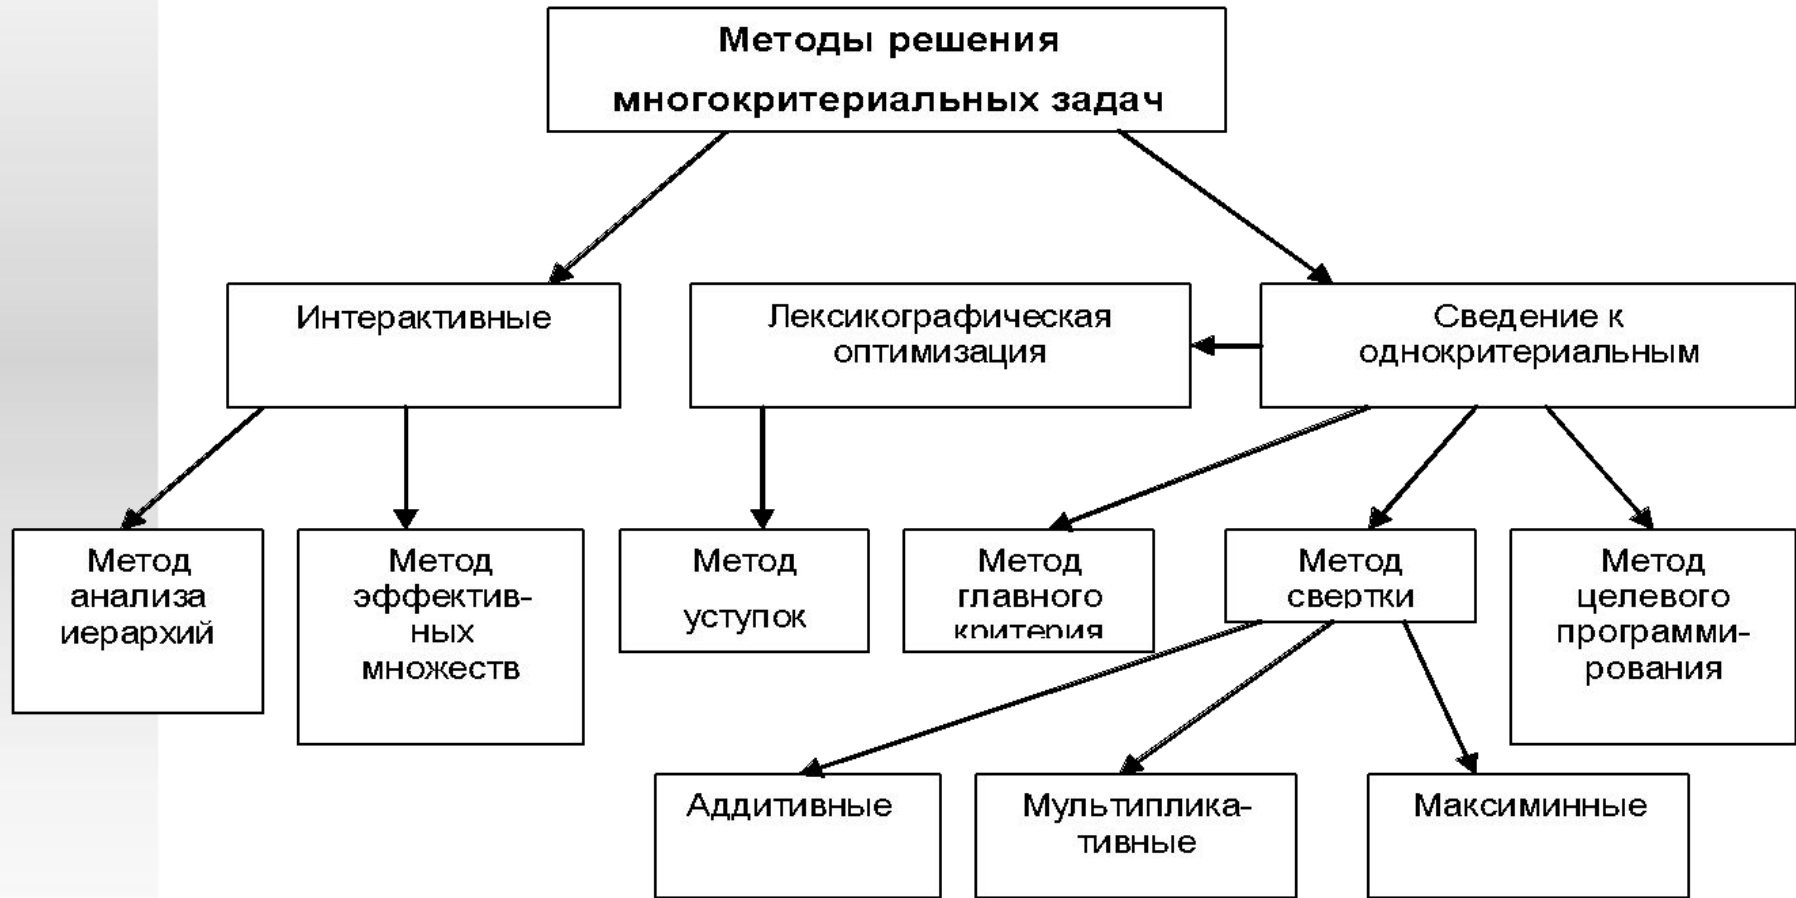 Методы решения
многокритериальных задач
Интерактивные
Лексикографическая
оптимизация
Сведение к
однокритериальным
Метод
анализа
иерархий
Метод
эффектив-
ных
множеств
Метод
уступок
Метод
главного
критерия
Метод
свертки
Метод
целевого
программи-
рования
Аддитивные
Мультиплика-
тивные
Максиминные